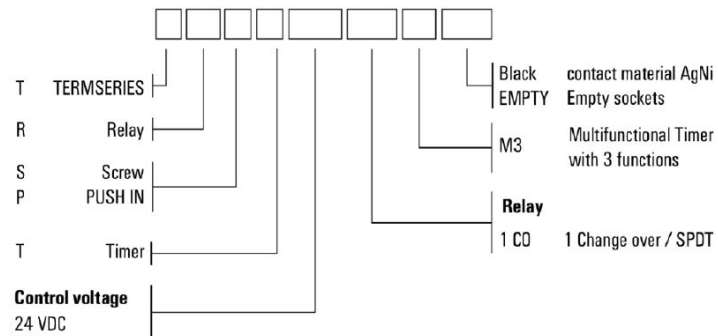 T TERMSERIES
R Relay
S Screw
P PUSH IN
T Timer
Control voltage
24 VDC
Black contact material AgNi
EMPTY Empty sockets
M3 Multifunctional Timer
with 3 functions
Relay
1 CO 1 Change over / SPDT